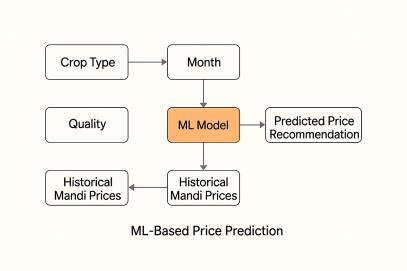 Crop Type
Month
Quality
ML Model
Predicted Price
Recommendation
Historical
Mandi Prices
Historical
Mandi Prices
ML-Based Price Prediction